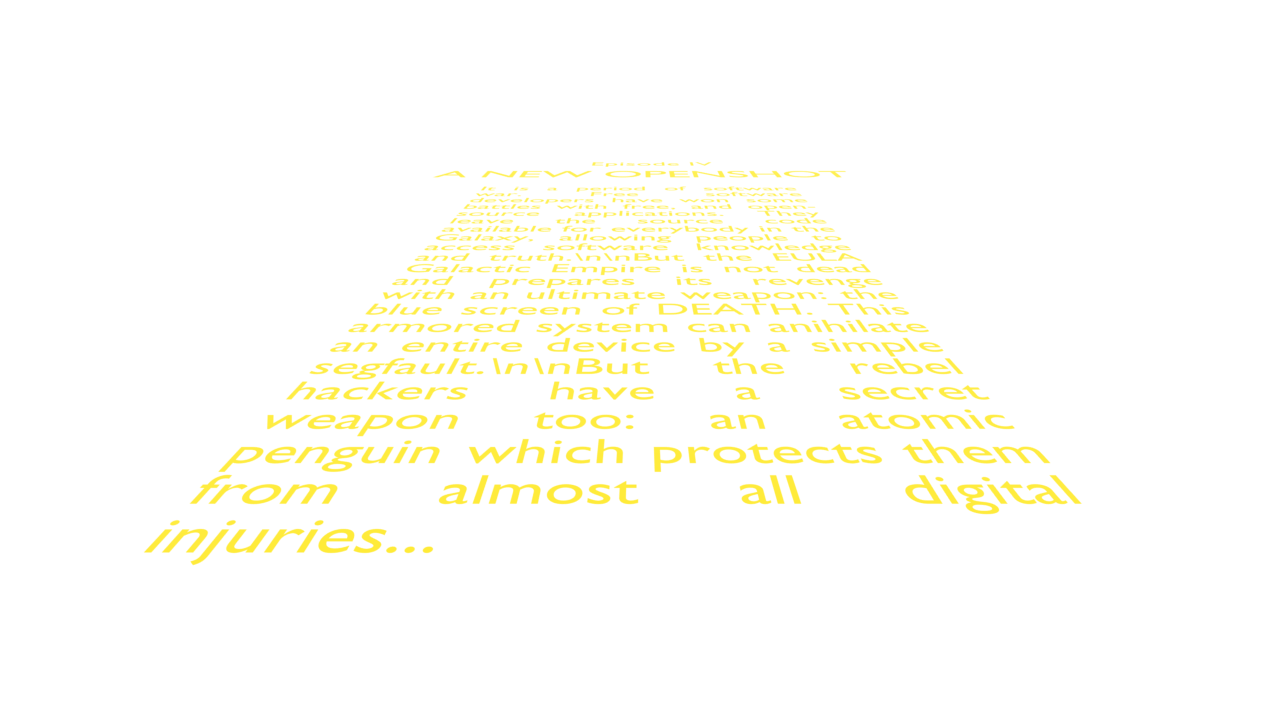 Episode IV
A NEW OPENSHOT
It is a period of software
war. Free software
developers have won some
battles with free, and open-
source applications. They
leave the source code
available for everybody in the
Galaxy, allowing people to
access software knowledge
and truth.\n\nBut the EULA
Galactic Empire is not dead
and prepares its revenge
with an ultimate weapon: the
blue screen of DEATH. This
armored system can anihilate
an entire device by a simple
segfault.\n\nBut the rebel
hackers have a secret
weapon too: an atomic
penguin which protects them
from almost all digital
injuries...